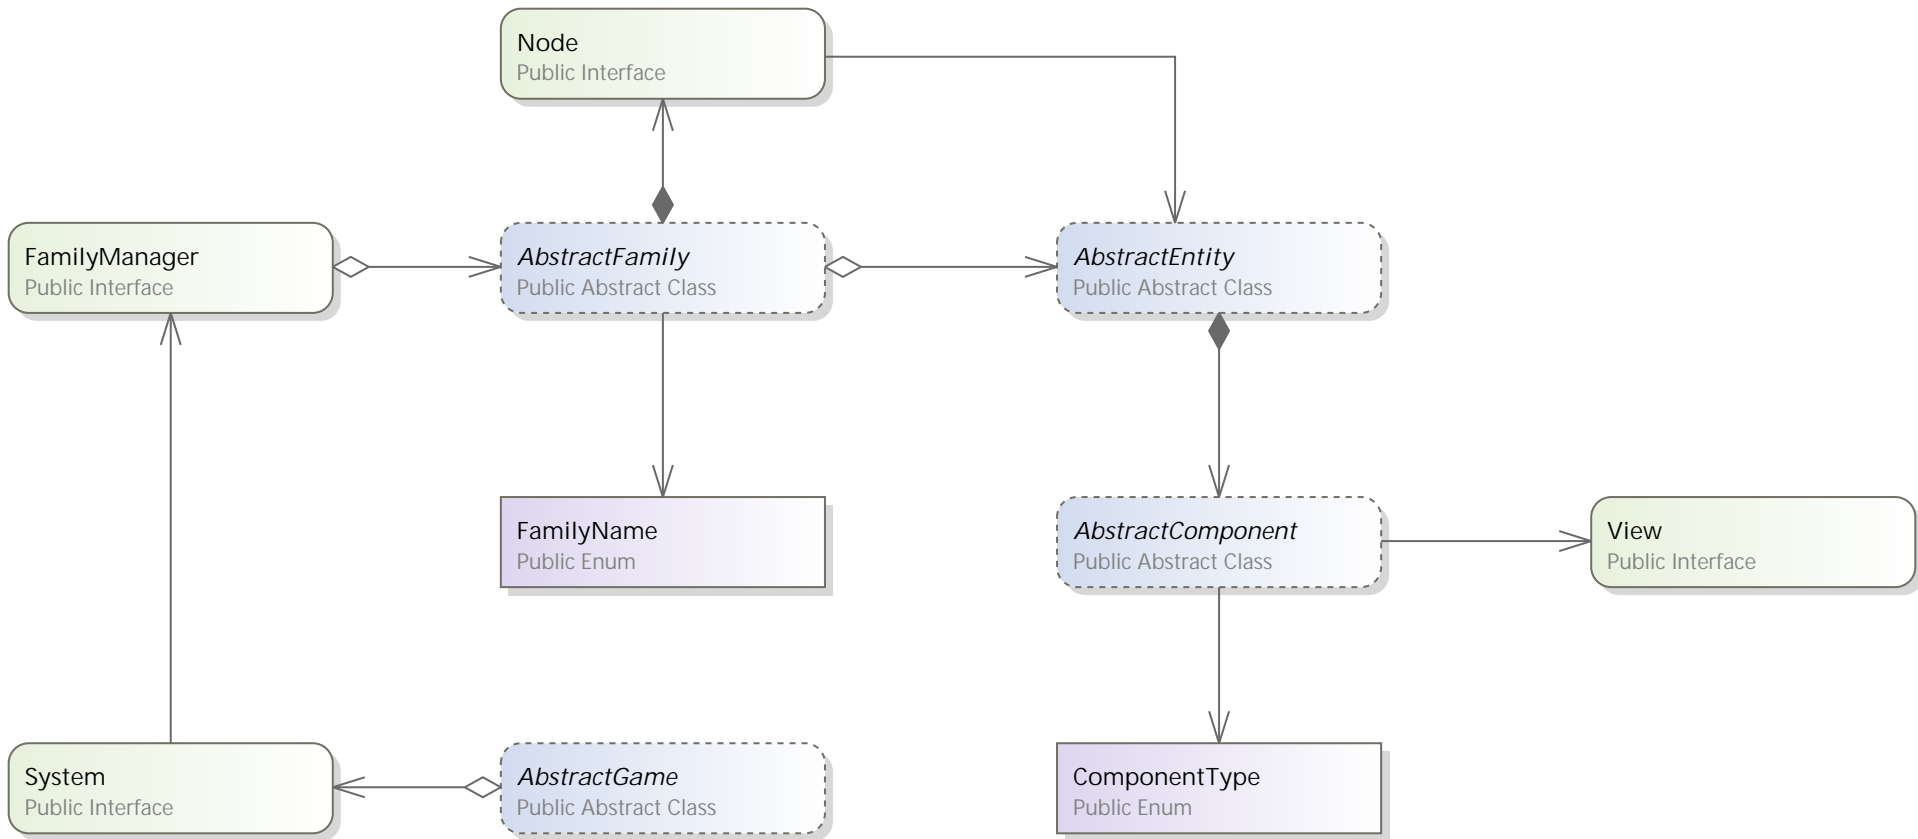 Node
Public Interface
FamilyManager
Public Interface
AbstractFamily
Public Abstract Class
AbstractEntity
Public Abstract Class
FamilyName
Public Enum
AbstractComponent
Public Abstract Class
View
Public Interface
System
Public Interface
AbstractGame
Public Abstract Class
ComponentType
Public Enum